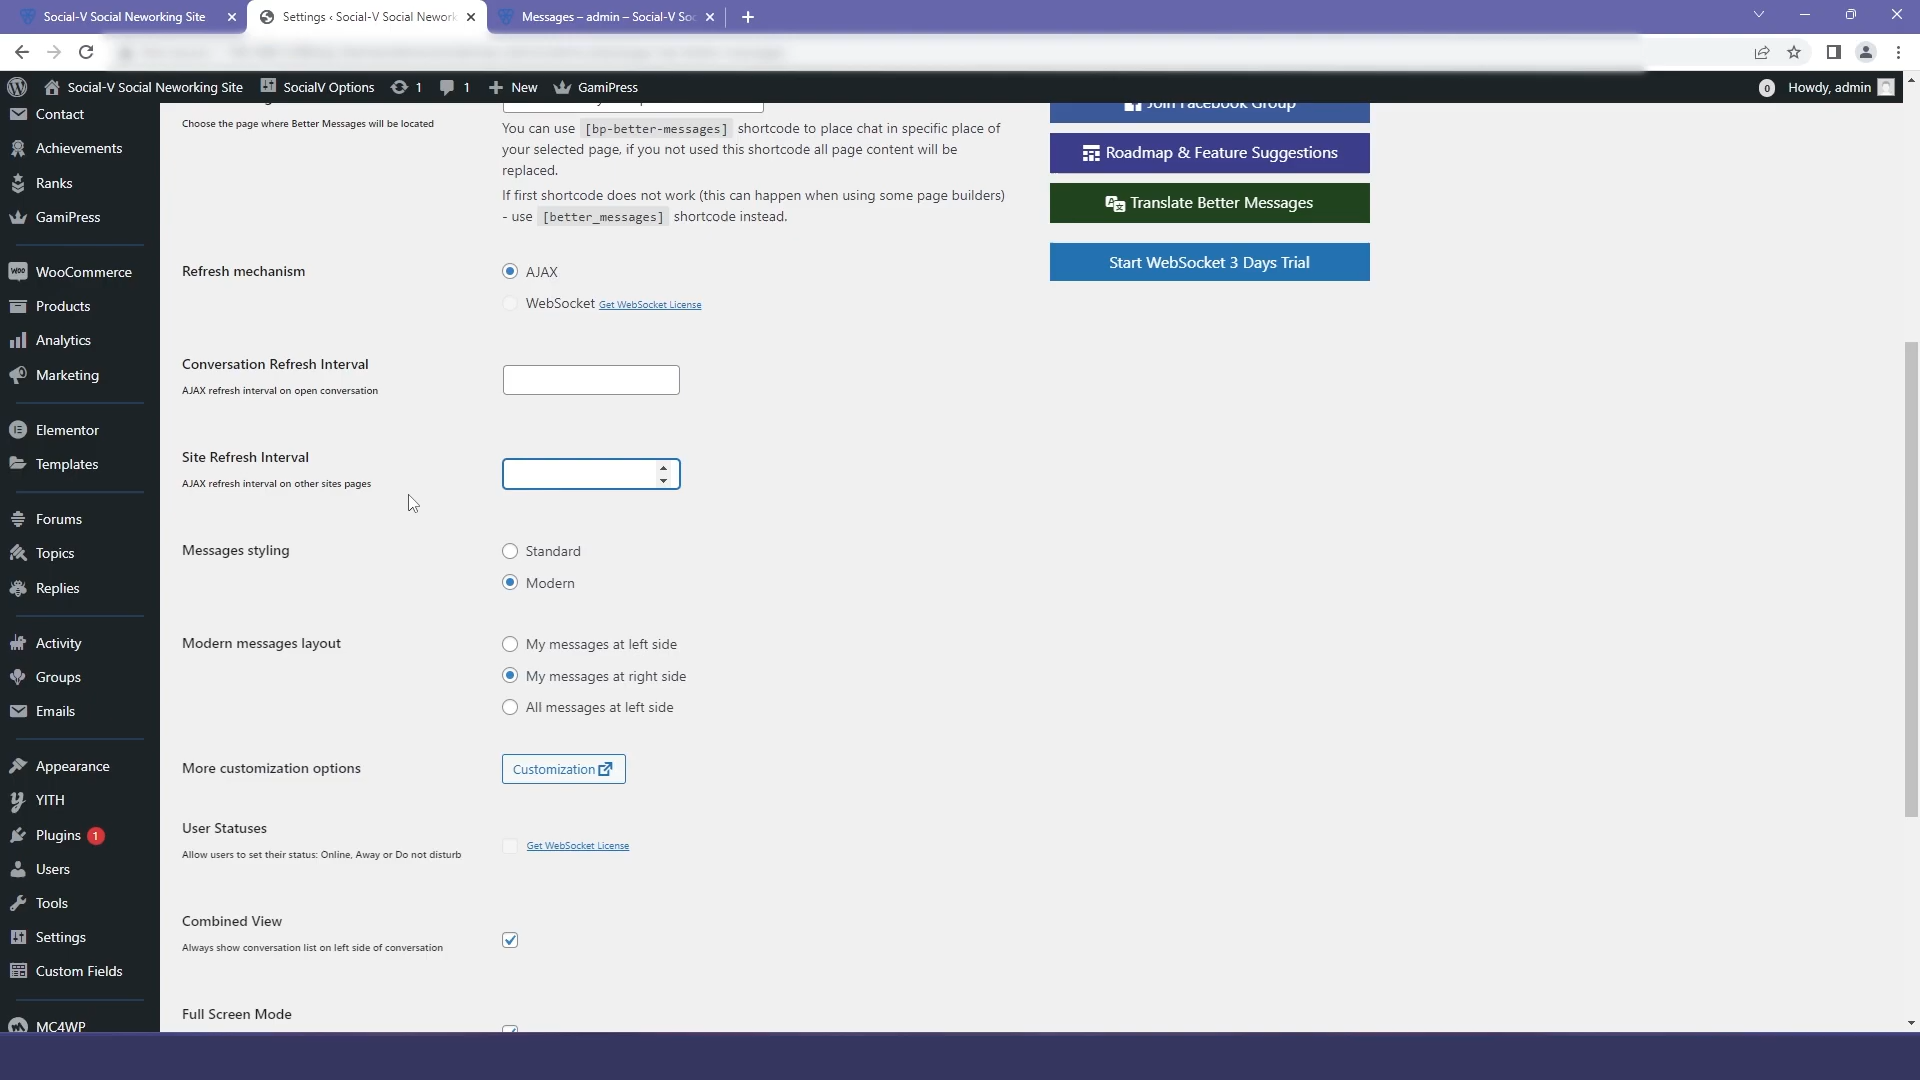 Social-V Social Neworking Site
Settings ‹ Social-V Social Nework
Messages – admin – Social-V So
Social-V Social Neworking Site
SocialV Options
1
1
New
GamiPress
0
Howdy, admin
Contact
Achievements
Ranks
GamiPress
WooCommerce
Products
Analytics
Marketing
Elementor
Templates
Forums
Topics
Replies
Activity
Groups
Emails
Appearance
YITH
Plugins 1
Users
Tools
Settings
Custom Fields
MC4WP
Choose the page where Better Messages will be located
You can use [bp-better-messages] shortcode to place chat in specific place of
your selected page, if you not used this shortcode all page content will be
replaced.
If first shortcode does not work (this can happen when using some page builders)
- use [better_messages] shortcode instead.
Refresh mechanism
AJAX
WebSocket Get WebSocket License
Conversation Refresh Interval
AJAX refresh interval on open conversation
Site Refresh Interval
AJAX refresh interval on other sites pages
Messages styling
Standard
Modern
Modern messages layout
My messages at left side
My messages at right side
All messages at left side
More customization options
Customization
User Statuses
Allow users to set their status: Online, Away or Do not disturb
Get WebSocket License
Combined View
Always show conversation list on left side of conversation
Full Screen Mode
Join Facebook Group
Roadmap & Feature Suggestions
Translate Better Messages
Start WebSocket 3 Days Trial